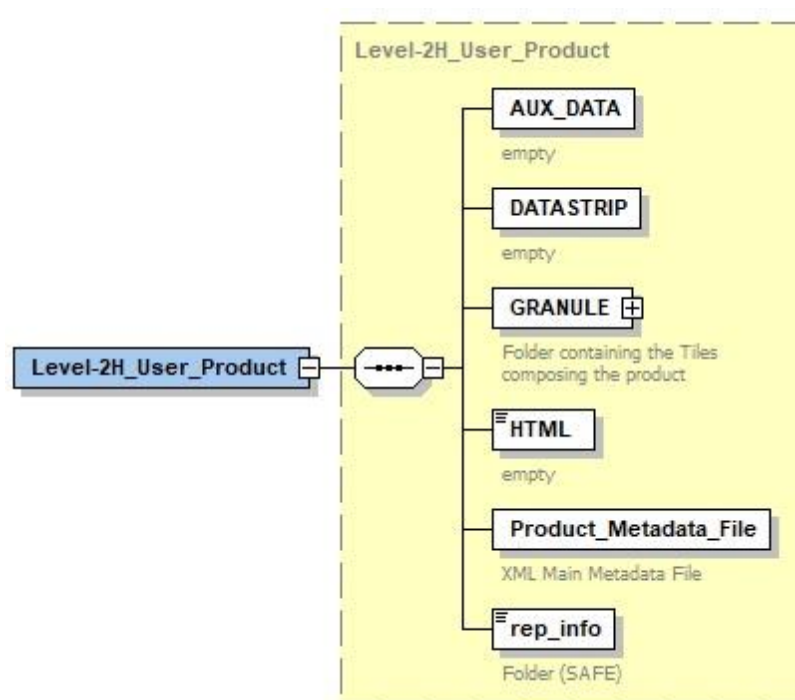 Level-2H_User_Product
AUX_DATA
empty
DATASTRIP
empty
GRANULE
Folder containing the Tiles
composing the product
Level-2H_User_Product
HTML
empty
Product_Metadata_File
XML Main Metadata File
rep_info
Folder (SAFE)